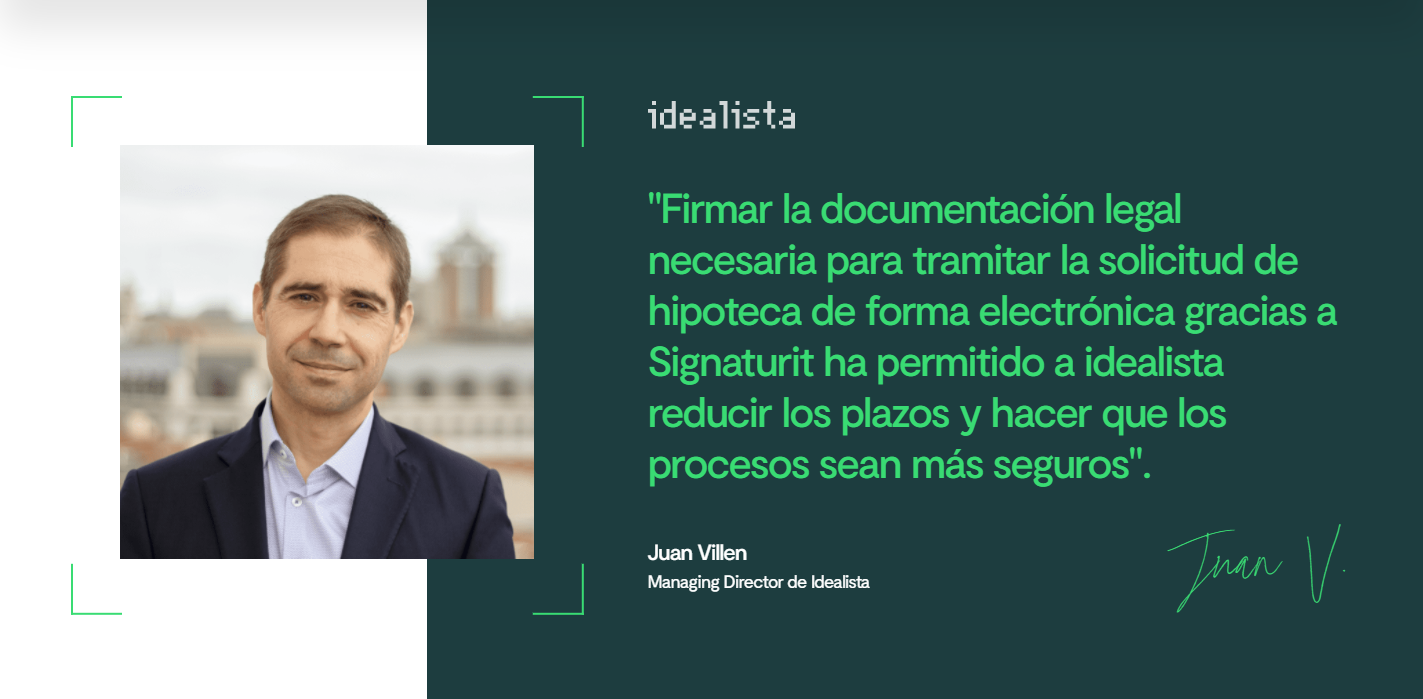 idealista
"Firmar la documentación legal
necesaria para tramitar la solicitud de
hipoteca de forma electrónica gracias a
Signaturit ha permitido a idealista
reducir los plazos y hacer que los
procesos sean más seguros".
Juan Villen
Managing Director de Idealista
Juan V.